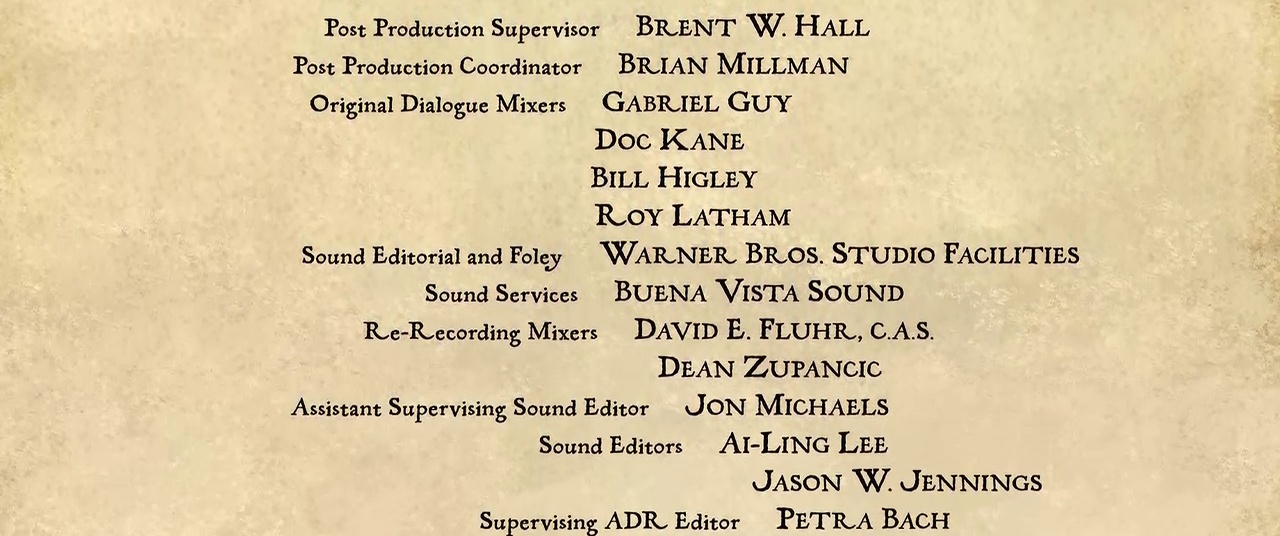 Post Production Supervisor BRENT W. HALL
Post Production Coordinator BRIAN MILLMAN
Original Dialogue Mixers GABRIEL GUY
DOC KANE
BILL HIGLEY
ROY LATHAM
Sound Editorial and Foley WARNER BROS. STUDIO FACILITIES
Sound Services BUENA VISTA SOUND
Re-Recording Mixers DAVID E. FLUHR, C.A.S.
DEAN ZUPANCIC
Assistant Supervising Sound Editor JON MICHAELS
Sound Editors AI-LING LEE
JASON W. JENNINGS
Supervising ADR Editor PETRA BACH